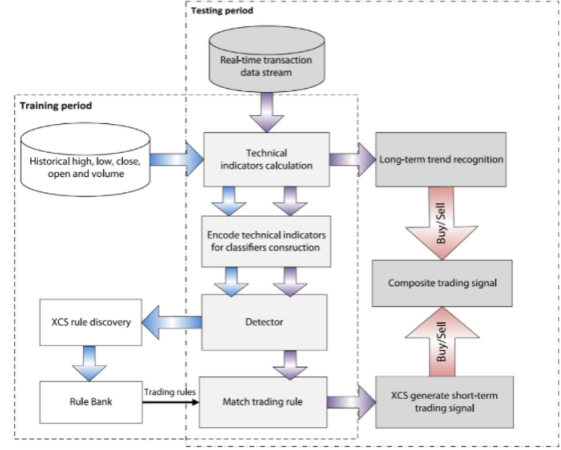 Testing period
Real-time transaction
data stream
Training period
Historical high, low, close,
open and volume
Technical
indicators calculation
Long-term trend recognition
Buy/Sell
Encode technical indicators
for classifiers consruction
Composite trading signal
XCS rule discovery
Detector
Buy/Sell
Rule Bank
Trading rules
Match trading rule
XCS generate short-term
trading signal